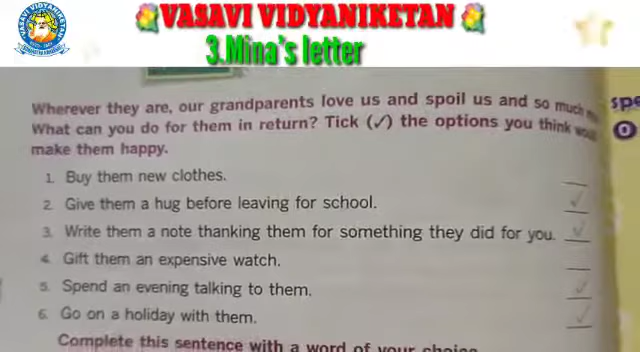 VASAVI VIDYANIKETAN
3.Mina's letter
VASAVI VIDYANIKETAN
Wherever they are, our grandparents love us and spoil us and so much
spe
What can you do for them in return? Tick (✓) the options you think would
make them happy.
1. Buy them new clothes.
2. Give them a hug before leaving for school. ✓
3. Write them a note thanking them for something they did for you. ✓
4. Gift them an expensive watch.
5. Spend an evening talking to them. ✓
6. Go on a holiday with them. ✓
Complete this sentence with a word of your choice